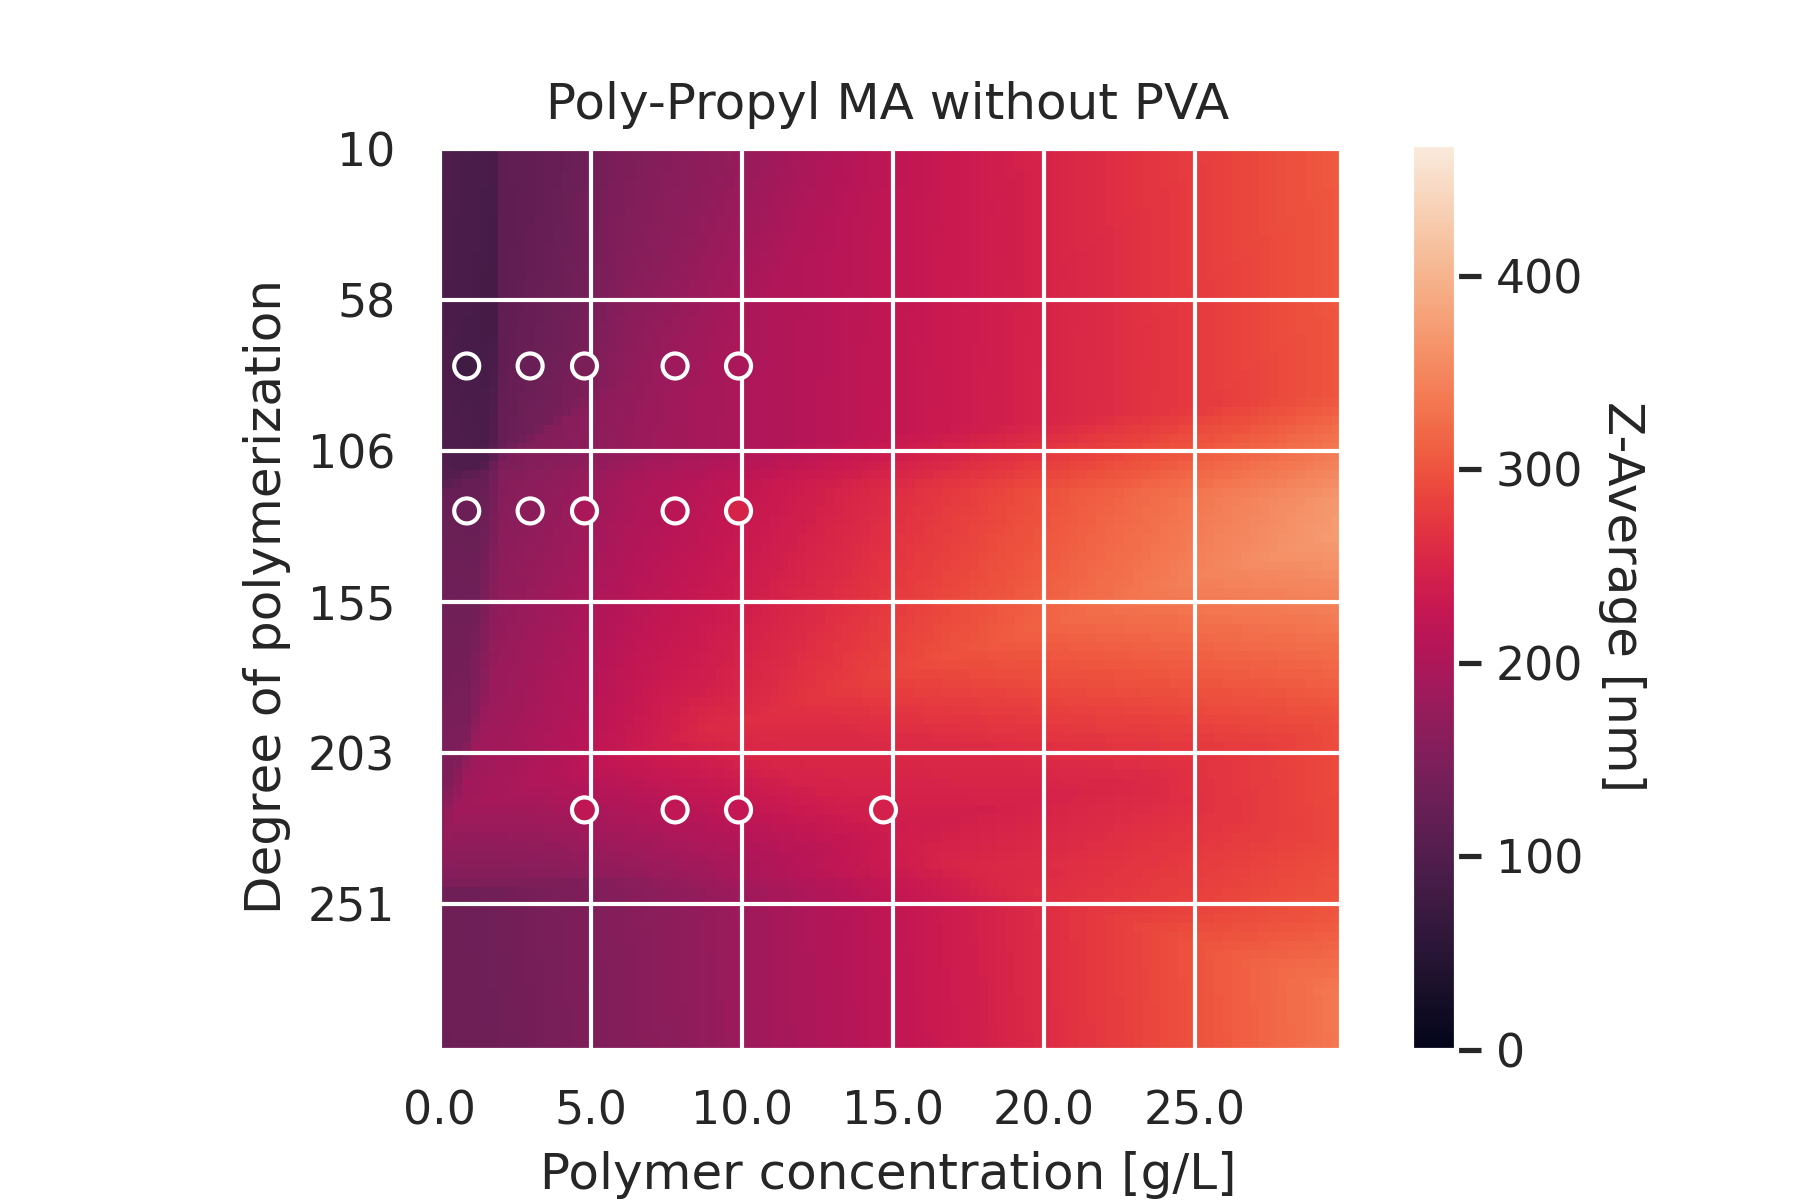 Poly-Propyl MA without PVA
Degree of polymerization
10
58
106
155
203
251
0.0 5.0 10.0 15.0 20.0 25.0
Polymer concentration [g/L]
400
300
200
100
0
Z-Average [nm]